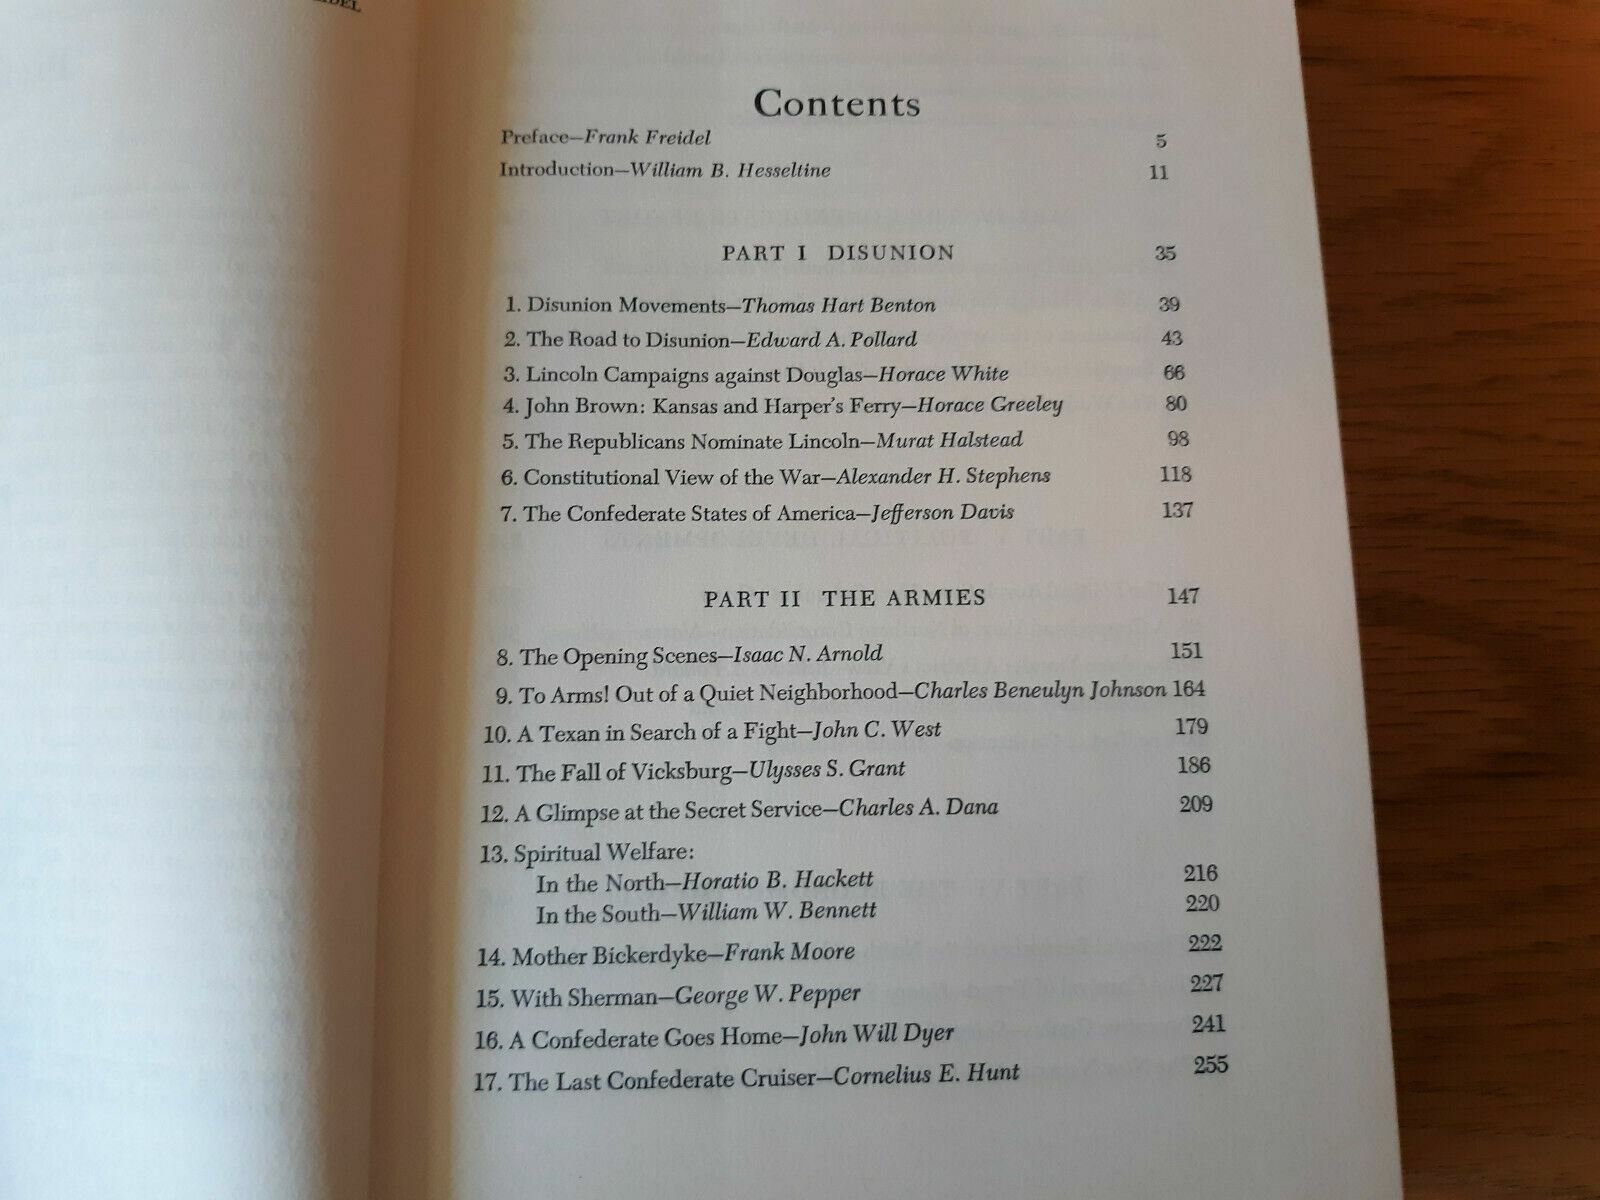 Contents
Preface—Frank Freidel 5
Introduction—William B. Hesseltine 11
PART I DISUNION 35
1. Disunion Movements—Thomas Hart Benton 39
2. The Road to Disunion—Edward A. Pollard 43
3. Lincoln Campaigns against Douglas—Horace White 66
4. John Brown: Kansas and Harper's Ferry—Horace Greeley 80
5. The Republicans Nominate Lincoln—Murat Halstead 98
6. Constitutional View of the War—Alexander H. Stephens 118
7. The Confederate States of America—Jefferson Davis 137
PART II THE ARMIES 147
8. The Opening Scenes—Isaac N. Arnold 151
9. To Arms! Out of a Quiet Neighborhood—Charles Beneulyn Johnson 164
10. A Texan in Search of a Fight—John C. West 179
11. The Fall of Vicksburg—Ulysses S. Grant 186
12. A Glimpse at the Secret Service—Charles A. Dana 209
13. Spiritual Welfare:
In the North—Horatio B. Hackett 216
In the South—William W. Bennett 220
14. Mother Bickerdyke—Frank Moore 222
15. With Sherman—George W. Pepper 227
16. A Confederate Goes Home—John Will Dyer 241
17. The Last Confederate Cruiser—Cornelius E. Hunt 255